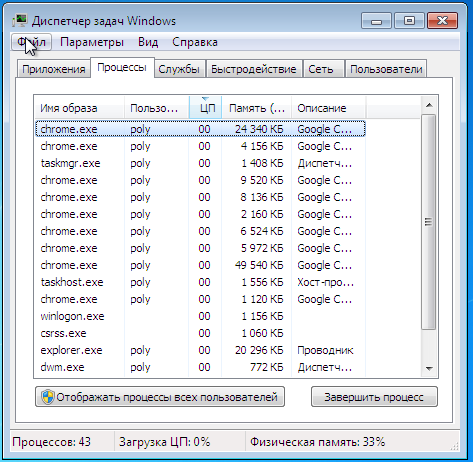 Диспетчер задач Windows
Файл Параметры Вид Справка
Приложения Процессы Службы Быстродействие Сеть Пользователи
Имя образа Пользо... ЦП Память (... Описание
chrome.exe poly 00 24 340 КБ Google C...
chrome.exe poly 00 4 156 КБ Google C...
taskmgr.exe poly 00 1 408 КБ Диспетч...
chrome.exe poly 00 9 520 КБ Google C...
chrome.exe poly 00 8 136 КБ Google C...
chrome.exe poly 00 2 160 КБ Google C...
chrome.exe poly 00 6 524 КБ Google C...
chrome.exe poly 00 5 972 КБ Google C...
chrome.exe poly 00 49 540 КБ Google C...
taskhost.exe poly 00 1 556 КБ Хост-про...
chrome.exe poly 00 1 120 КБ Google C...
winlogon.exe 00 1 156 КБ
csrss.exe 00 1 060 КБ
explorer.exe poly 00 20 296 КБ Проводник
dwm.exe poly 00 772 КБ Диспетч...
Отображать процессы всех пользователей Завершить процесс
Процессов: 43 Загрузка ЦП: 0% Физическая память: 33%